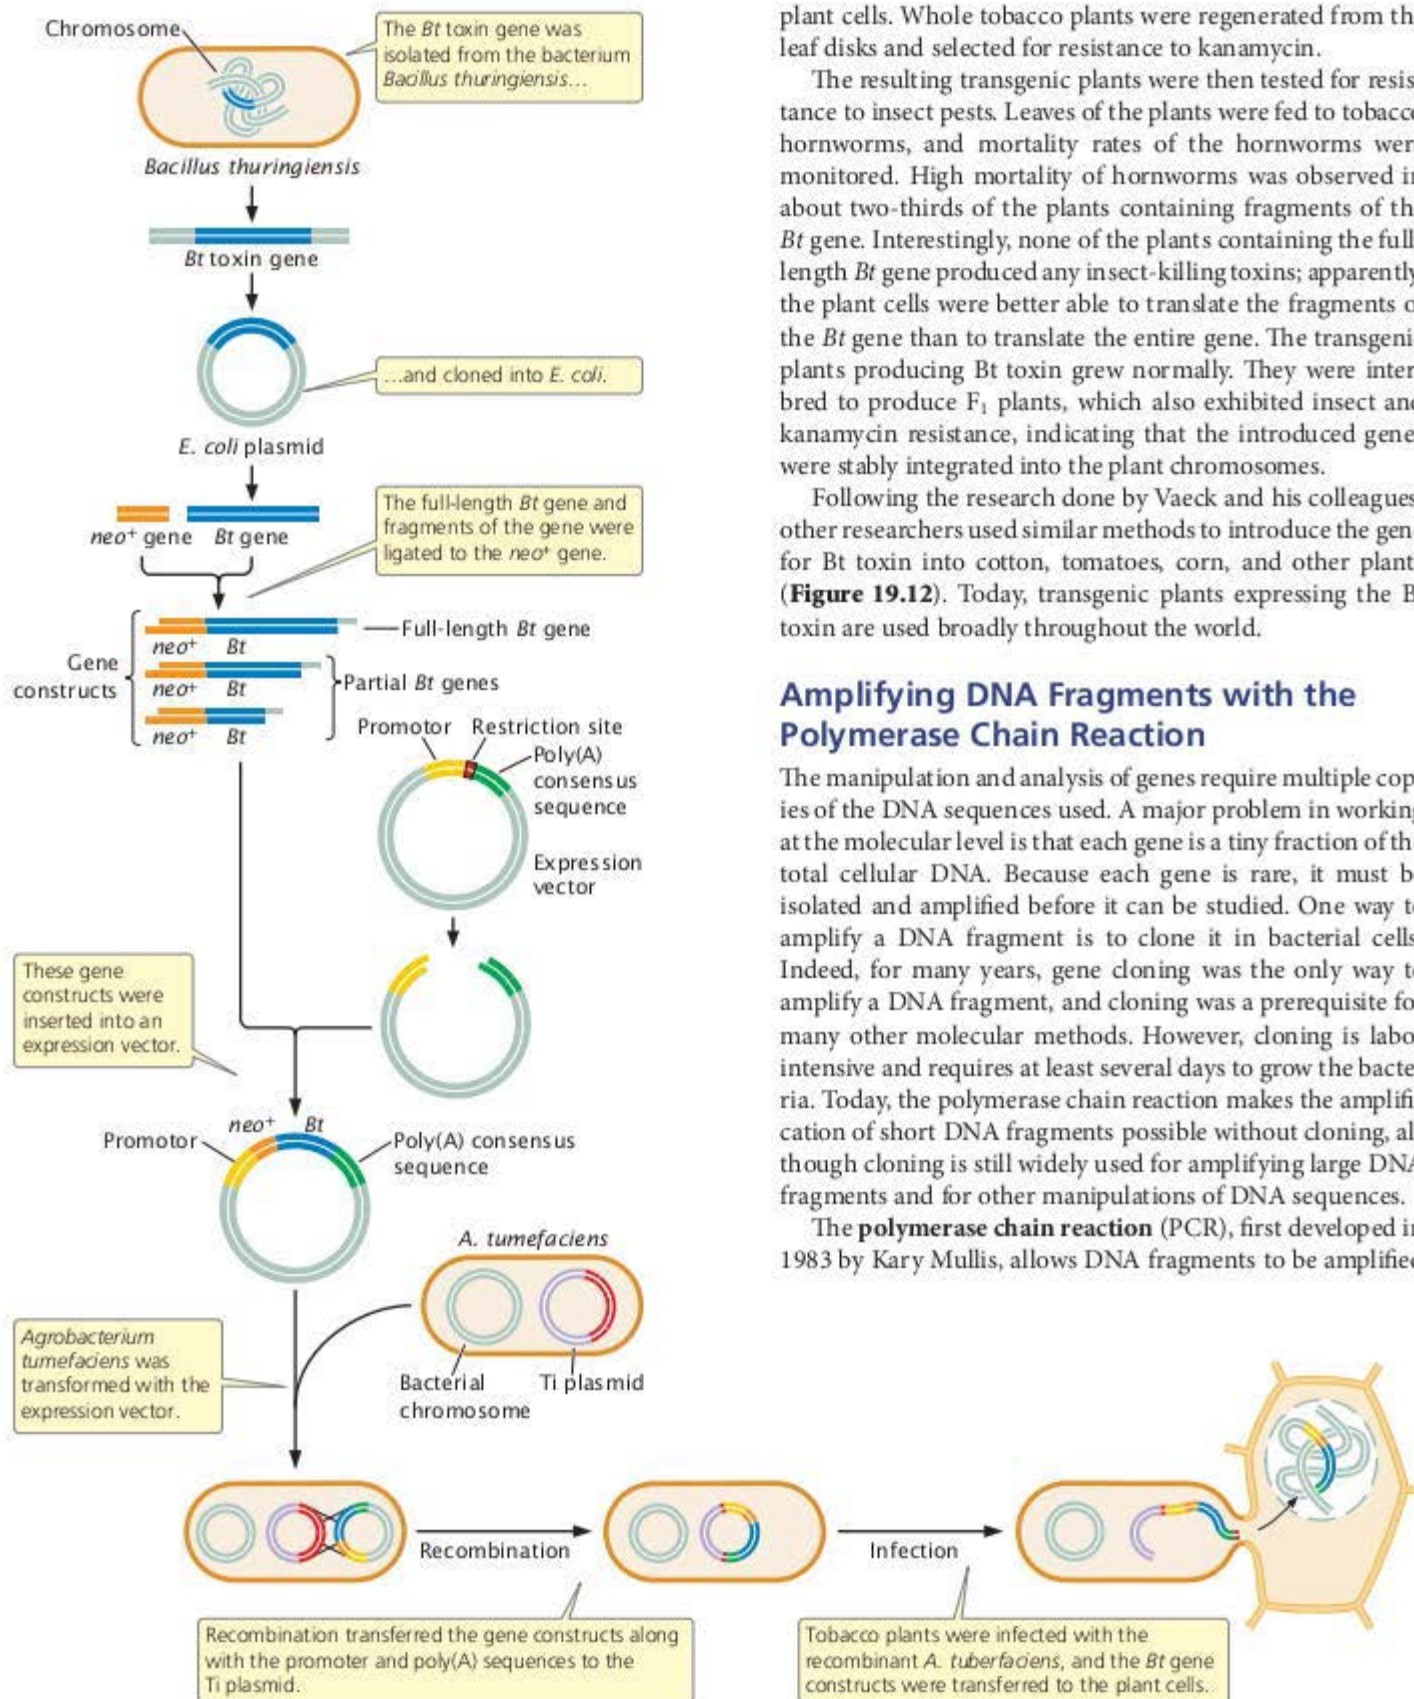 Chromosome
The Bt toxin gene was
isolated from the bacterium
Bacillus thuringiensis...
Bacillus thuringiensis
Bt toxin gene
...and cloned into E. coli.
E. coli plasmid
The full-length Bt gene and
fragments of the gene were
ligated to the neo+ gene.
neo+ gene Bt gene
Full-length Bt gene
neo+ Bt
Gene
constructs
neo+ Bt
Partial Bt genes
neo+ Bt
Promotor Restriction site
Poly(A)
consensus
sequence
Expression
vector
These gene
constructs were
inserted into an
expression vector.
neo+ Bt
Promotor
Poly(A) consensus
sequence
A. tumefaciens
Agrobacterium
tumefaciens was
transformed with the
expression vector.
Bacterial
chromosome
Ti plasmid
Recombination
Infection
Recombination transferred the gene constructs along
with the promoter and poly(A) sequences to the
Ti plasmid.
Tobacco plants were infected with the
recombinant A. tuberfaciens, and the Bt gene
constructs were transferred to the plant cells.
plant cells. Whole tobacco plants were regenerated from th
leaf disks and selected for resistance to kanamycin.
The resulting transgenic plants were then tested for resis
tance to insect pests. Leaves of the plants were fed to tobacco
hornworms, and mortality rates of the hornworms wer
monitored. High mortality of hornworms was observed in
about two-thirds of the plants containing fragments of th
Bt gene. Interestingly, none of the plants containing the full
length Bt gene produced any insect-killing toxins; apparently
the plant cells were better able to translate the fragments o
the Bt gene than to translate the entire gene. The transgeni
plants producing Bt toxin grew normally. They were inter
bred to produce F₁ plants, which also exhibited insect and
kanamycin resistance, indicating that the introduced gene
were stably integrated into the plant chromosomes.
Following the research done by Vaeck and his colleagues
other researchers used similar methods to introduce the gen
for Bt toxin into cotton, tomatoes, corn, and other plant
(Figure 19.12). Today, transgenic plants expressing the B
toxin are used broadly throughout the world.
Amplifying DNA Fragments with the
Polymerase Chain Reaction
The manipulation and analysis of genes require multiple cop
ies of the DNA sequences used. A major problem in working
at the molecular level is that each gene is a tiny fraction of th
total cellular DNA. Because each gene is rare, it must b
isolated and amplified before it can be studied. One way to
amplify a DNA fragment is to clone it in bacterial cells
Indeed, for many years, gene cloning was the only way to
amplify a DNA fragment, and cloning was a prerequisite fo
many other molecular methods. However, cloning is labo
intensive and requires at least several days to grow the bacte
ria. Today, the polymerase chain reaction makes the amplifi
cation of short DNA fragments possible without cloning, al
though cloning is still widely used for amplifying large DNA
fragments and for other manipulations of DNA sequences.
The polymerase chain reaction (PCR), first developed in
1983 by Kary Mullis, allows DNA fragments to be amplified